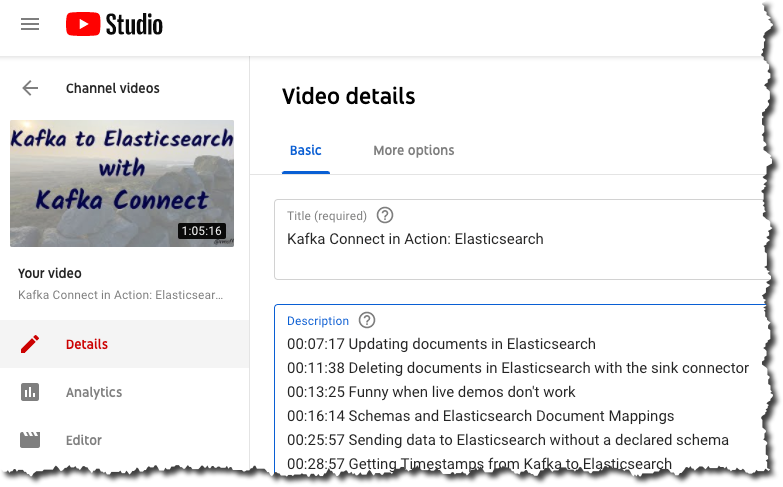 Studio
Channel videos
Kafka to Elasticsearch
with
Kafka Connect
1:05:16
Your video
Kafka Connect in Action: Elasticsear...
Details
Analytics
Editor
Video details
Basic
More options
Title (required)
Kafka Connect in Action: Elasticsearch
Description
00:07:17 Updating documents in Elasticsearch
00:11:38 Deleting documents in Elasticsearch with the sink connector
00:13:25 Funny when live demos don't work
00:16:14 Schemas and Elasticsearch Document Mappings
00:25:57 Sending data to Elasticsearch without a declared schema
00:28:57 Getting Timestamps from Kafka to Elasticsearch